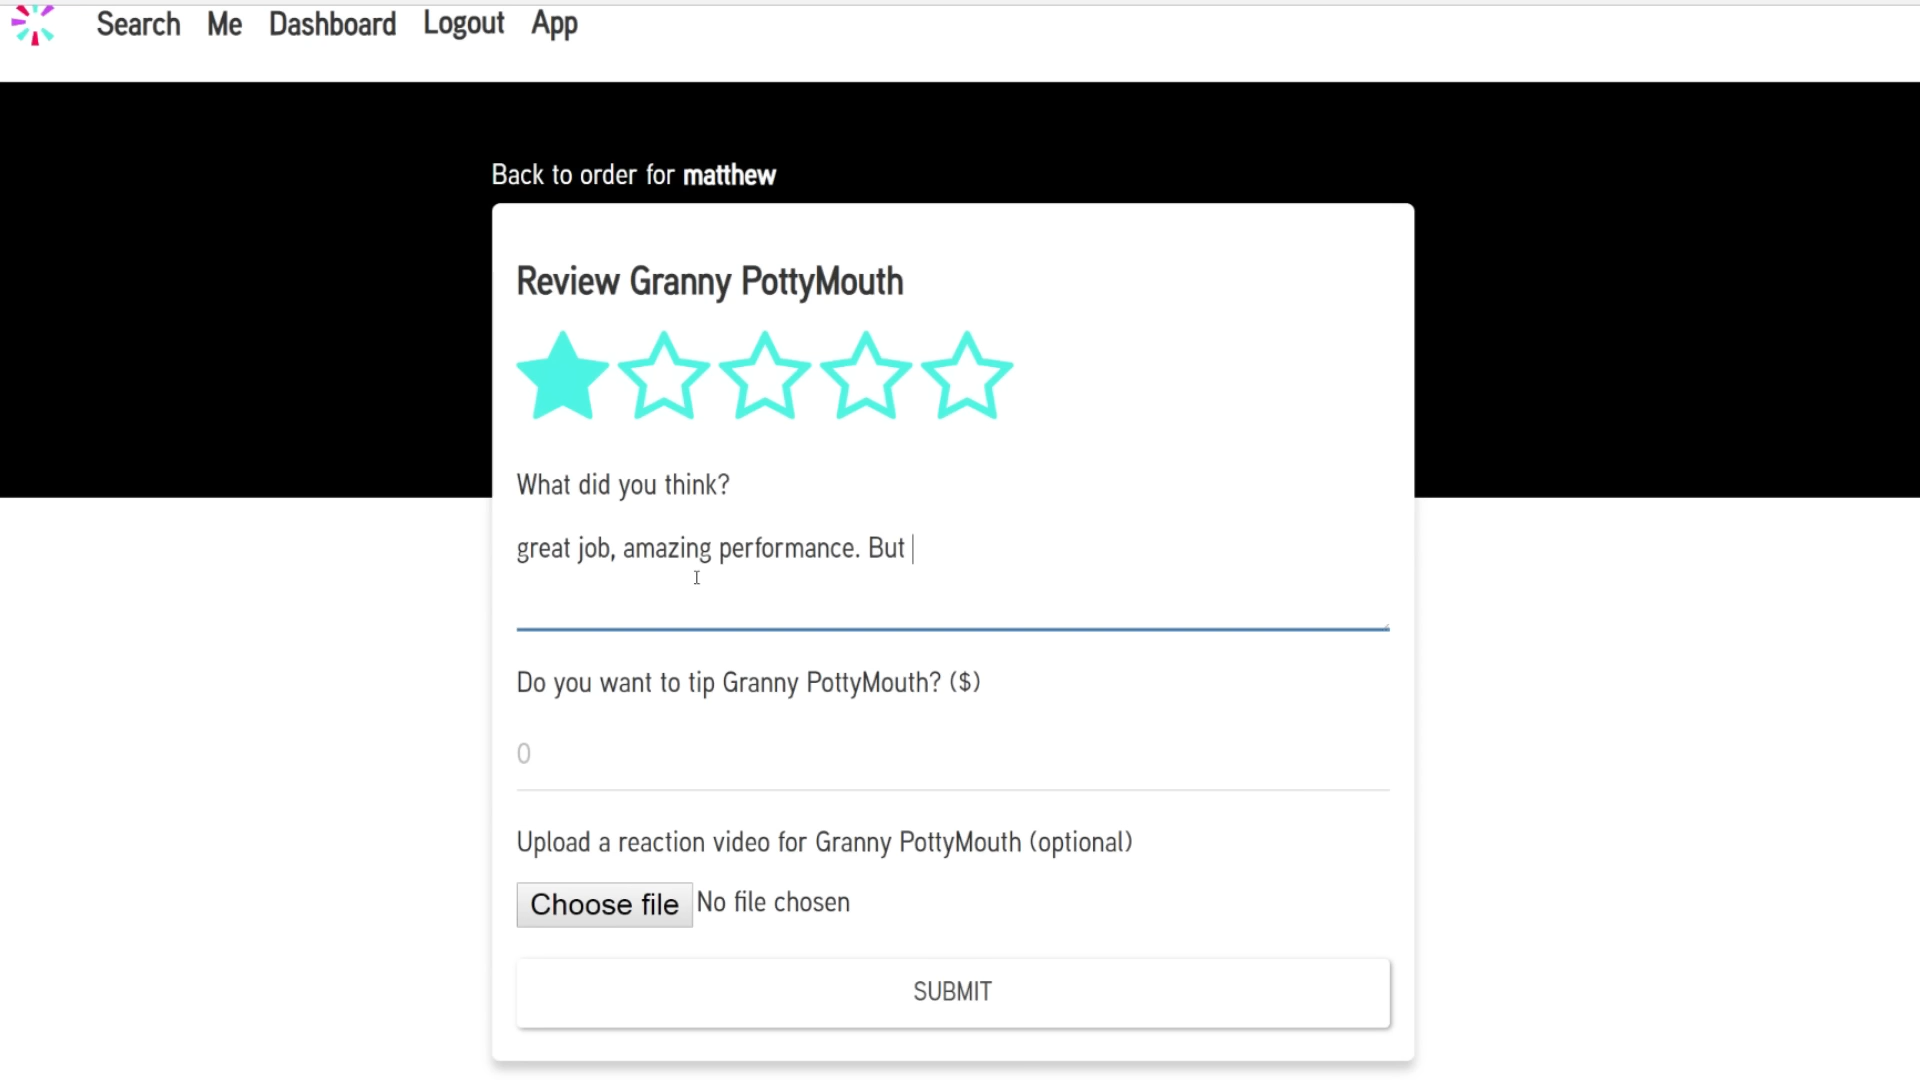 Search Me Dashboard Logout App
Back to order for matthew
Review Granny PottyMouth
What did you think?
great job, amazing performance. But
Do you want to tip Granny PottyMouth? ($)
0
Upload a reaction video for Granny PottyMouth (optional)
Choose file No file chosen
SUBMIT